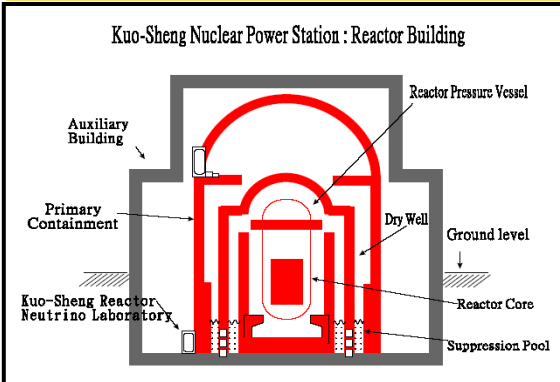 Kuo-Sheng Nuclear Power Station : Reactor Building
Reactor Pressure Vessel
Auxiliary
Building
Primary
Containment
Dry Well
Ground level
Kuo-Sheng Reactor
Neutrino Laboratory
Reactor Core
Suppression Pool